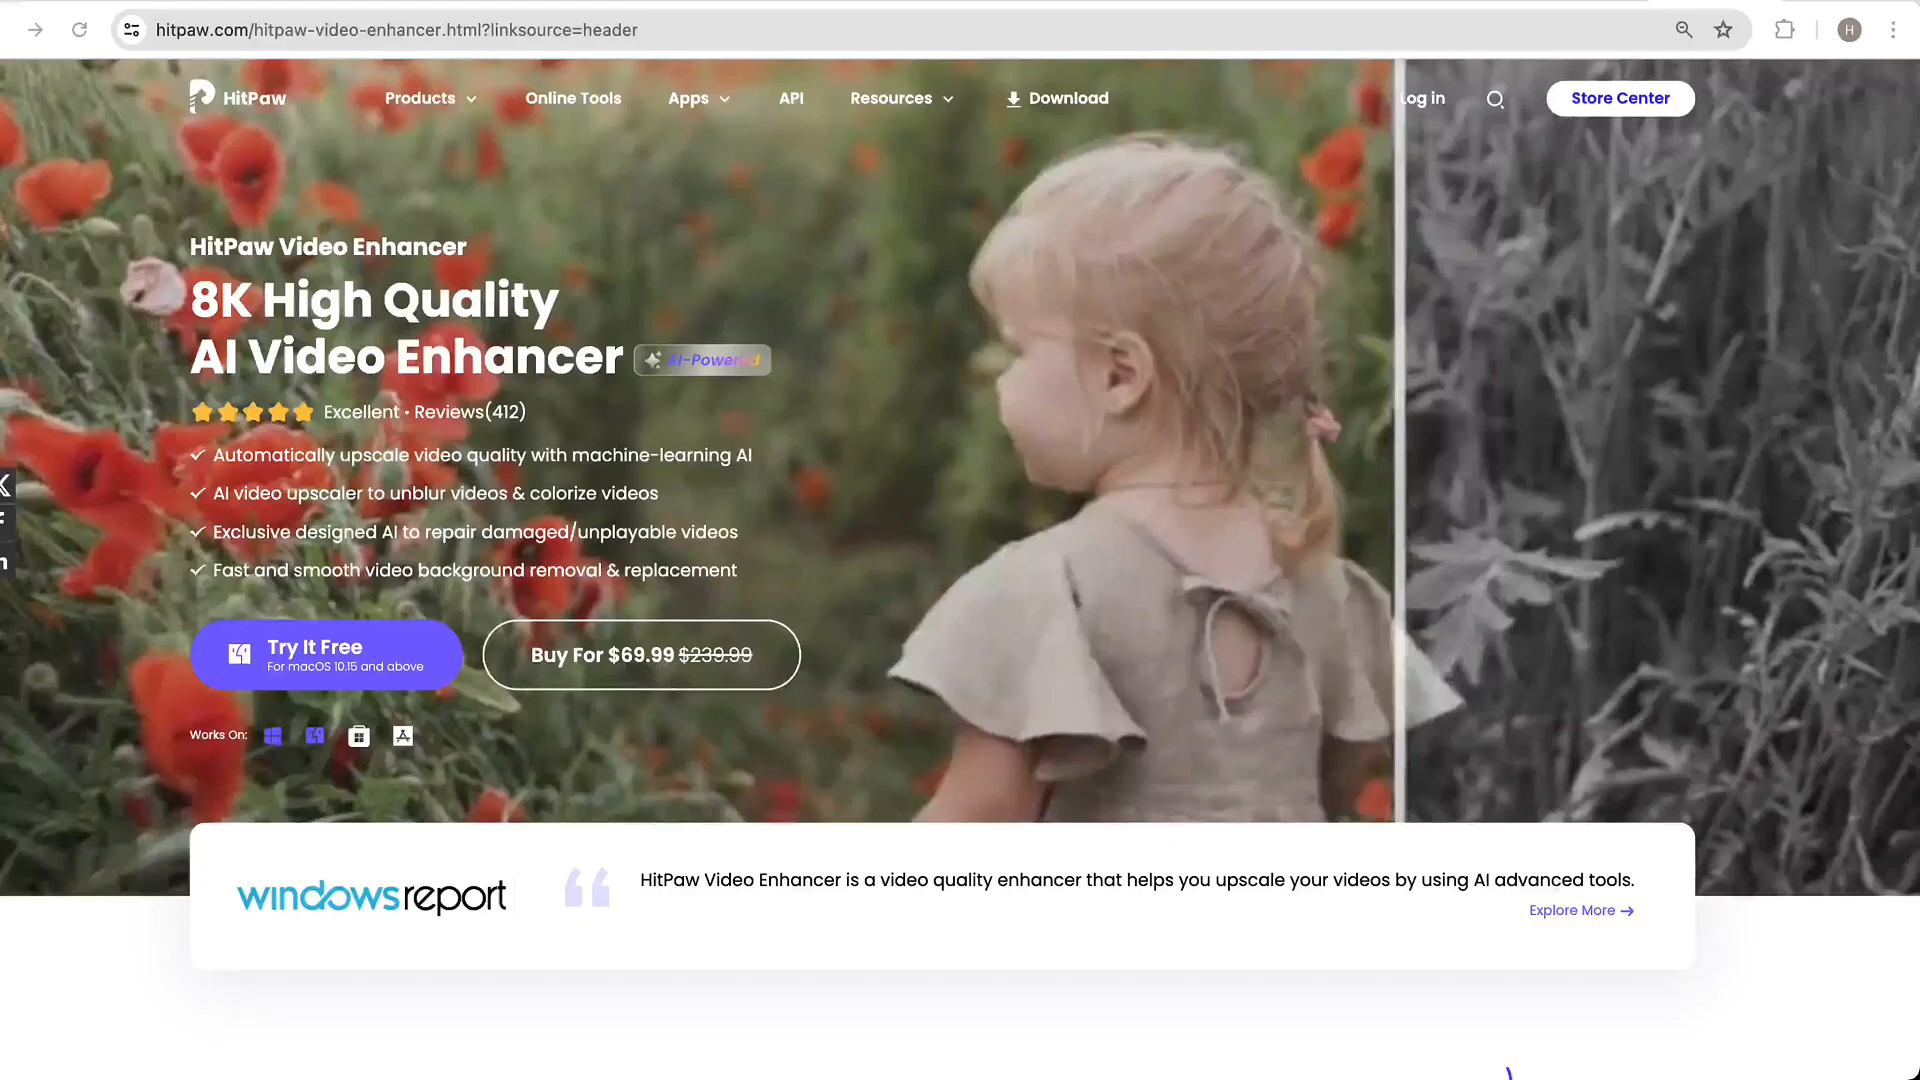 hitpaw.com/hitpaw-video-enhancer.html?linksource=header
H
HitPaw
Products
Online Tools
Apps
API
Resources
Download
Log in
Store Center
HitPaw Video Enhancer
8K High Quality
AI Video Enhancer
AI-Powered
Excellent • Reviews(412)
Automatically upscale video quality with machine-learning AI
AI video upscaler to unblur videos & colorize videos
Exclusive designed AI to repair damaged/unplayable videos
Fast and smooth video background removal & replacement
Try It Free
For macOS 10.15 and above
Buy For $69.99 $239.99
Works On:
windowsreport
HitPaw Video Enhancer is a video quality enhancer that helps you upscale your videos by using AI advanced tools.
Explore More →